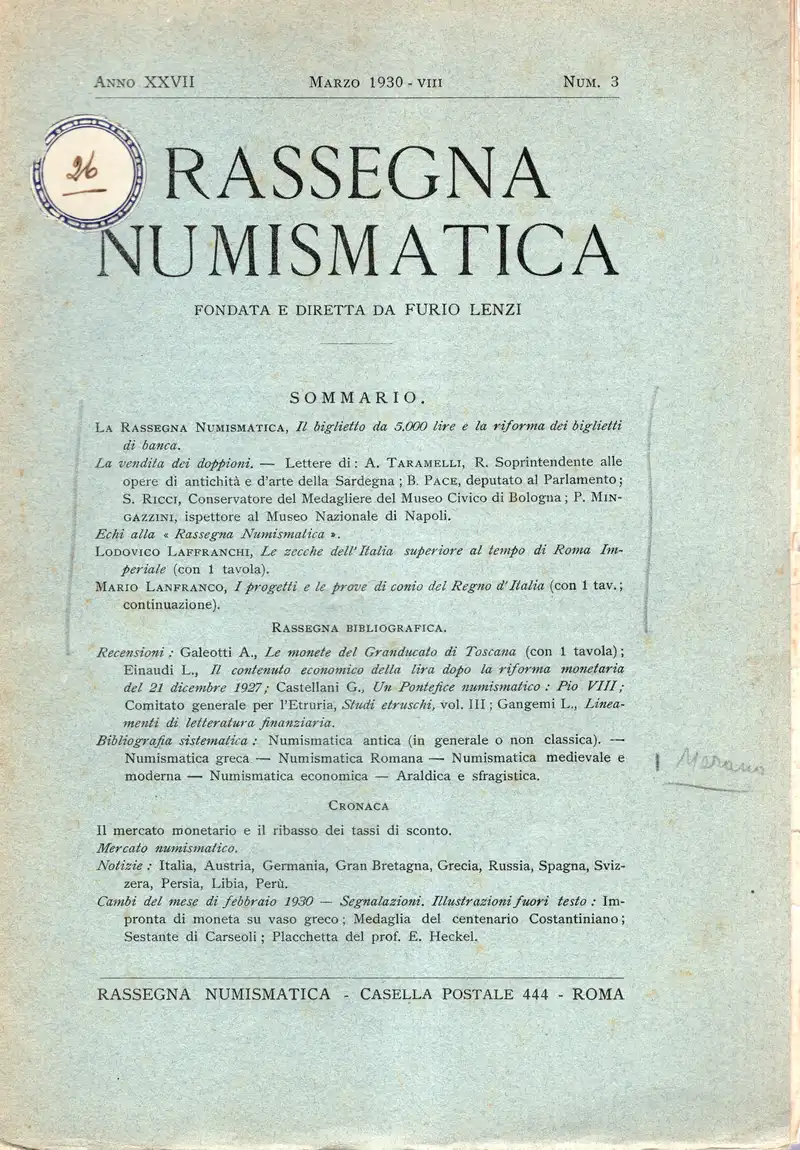 ANNO XXVII MARZO 1930 - VIII NUM. 3
26
RASSEGNA
NUMISMATICA
FONDATA E DIRETTA DA FURIO LENZI
SOMMARIO.
LA RASSEGNA NUMISMATICA, Il biglietto da 5.000 lire e la riforma dei biglietti
di banca.
La vendita dei doppioni. — Lettere di : A. TARAMELLI, R. Soprintendente alle
opere di antichità e d'arte della Sardegna ; B. PACE, deputato al Parlamento ;
S. RICCI, Conservatore del Medagliere del Museo Civico di Bologna ; P. MIN-
GAZZINI, ispettore al Museo Nazionale di Napoli.
Echi alla « Rassegna Numismatica ».
LODOVICO LAFFRANCHI, Le zecche dell'Italia superiore al tempo di Roma Im-
periale (con 1 tavola).
MARIO LANFRANCO, I progetti e le prove di conio del Regno d'Italia (con 1 tav. ;
continuazione).
RASSEGNA BIBLIOGRAFICA.
Recensioni : Galeotti A., Le monete del Granducato di Toscana (con 1 tavola) ;
Einaudi L., Il contenuto economico della lira dopo la riforma monetaria
del 21 dicembre 1927 ; Castellani G., Un Pontefice numismatico : Pio VIII ;
Comitato generale per l'Etruria, Studi etruschi, vol. III ; Gangemi L., Linea-
menti di letteratura finanziaria.
Bibliografia sistematica : Numismatica antica (in generale o non classica). —
Numismatica greca — Numismatica Romana — Numismatica medievale e
moderna — Numismatica economica — Araldica e sfragistica.
Merano
CRONACA
Il mercato monetario e il ribasso dei tassi di sconto.
Mercato numismatico.
Notizie : Italia, Austria, Germania, Gran Bretagna, Grecia, Russia, Spagna, Sviz-
zera, Persia, Libia, Perù.
Cambi del mese di febbraio 1930 — Segnalazioni. Illustrazioni fuori testo : Im-
pronta di moneta su vaso greco ; Medaglia del centenario Costantiniano ;
Sestante di Carseoli ; Placchetta del prof. E. Heckel.
RASSEGNA NUMISMATICA - CASELLA POSTALE 444 - ROMA